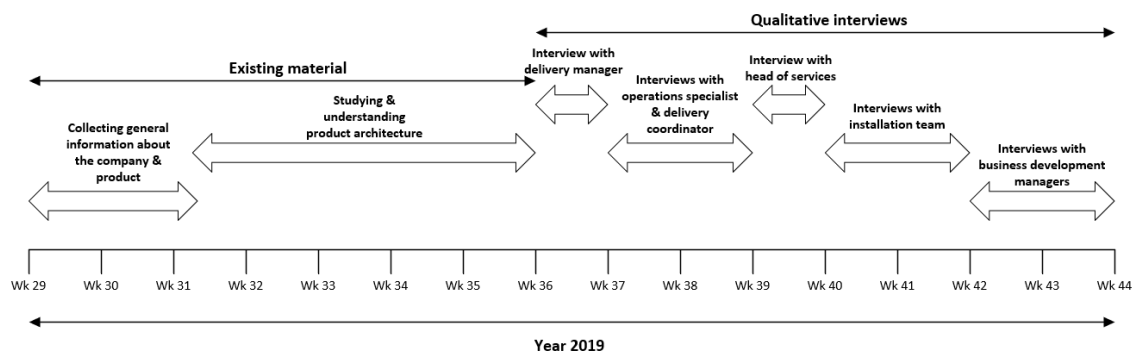 Qualitative interviews
Existing material
Interview with
delivery manager
Interview with
head of services
Interviews with
operations specialist
& delivery
coordinator
Studying &
understanding
product architecture
Interviews with
installation team
Collecting general
information about
the company &
product
Interviews with
business development
managers
Wk 29 Wk 30 Wk 31 Wk 32 Wk 33 Wk 34 Wk 35 Wk 36 Wk 37 Wk 38 Wk 39 Wk 40 Wk 41 Wk 42 Wk 43 Wk 44
Year 2019